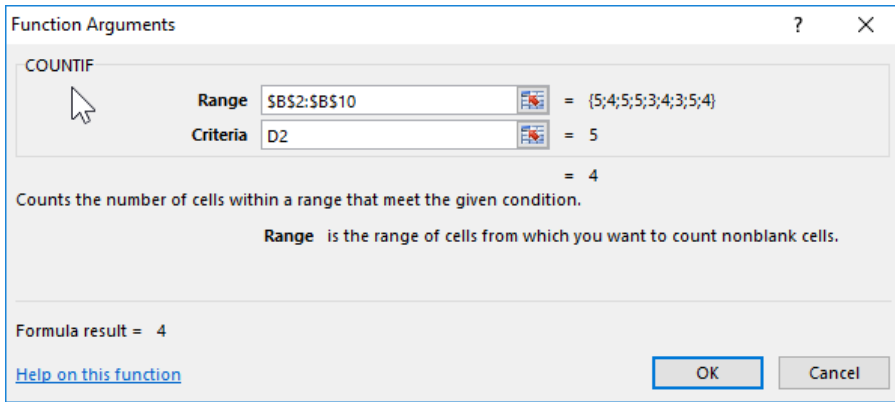 Function Arguments ? ×
COUNTIF
Range $B$2:$B$10 = {5;4;5;5;3;4;3;5;4}
Criteria D2 = 5
= 4
Counts the number of cells within a range that meet the given condition.
Range is the range of cells from which you want to count nonblank cells.
Formula result = 4
Help on this function OK Cancel